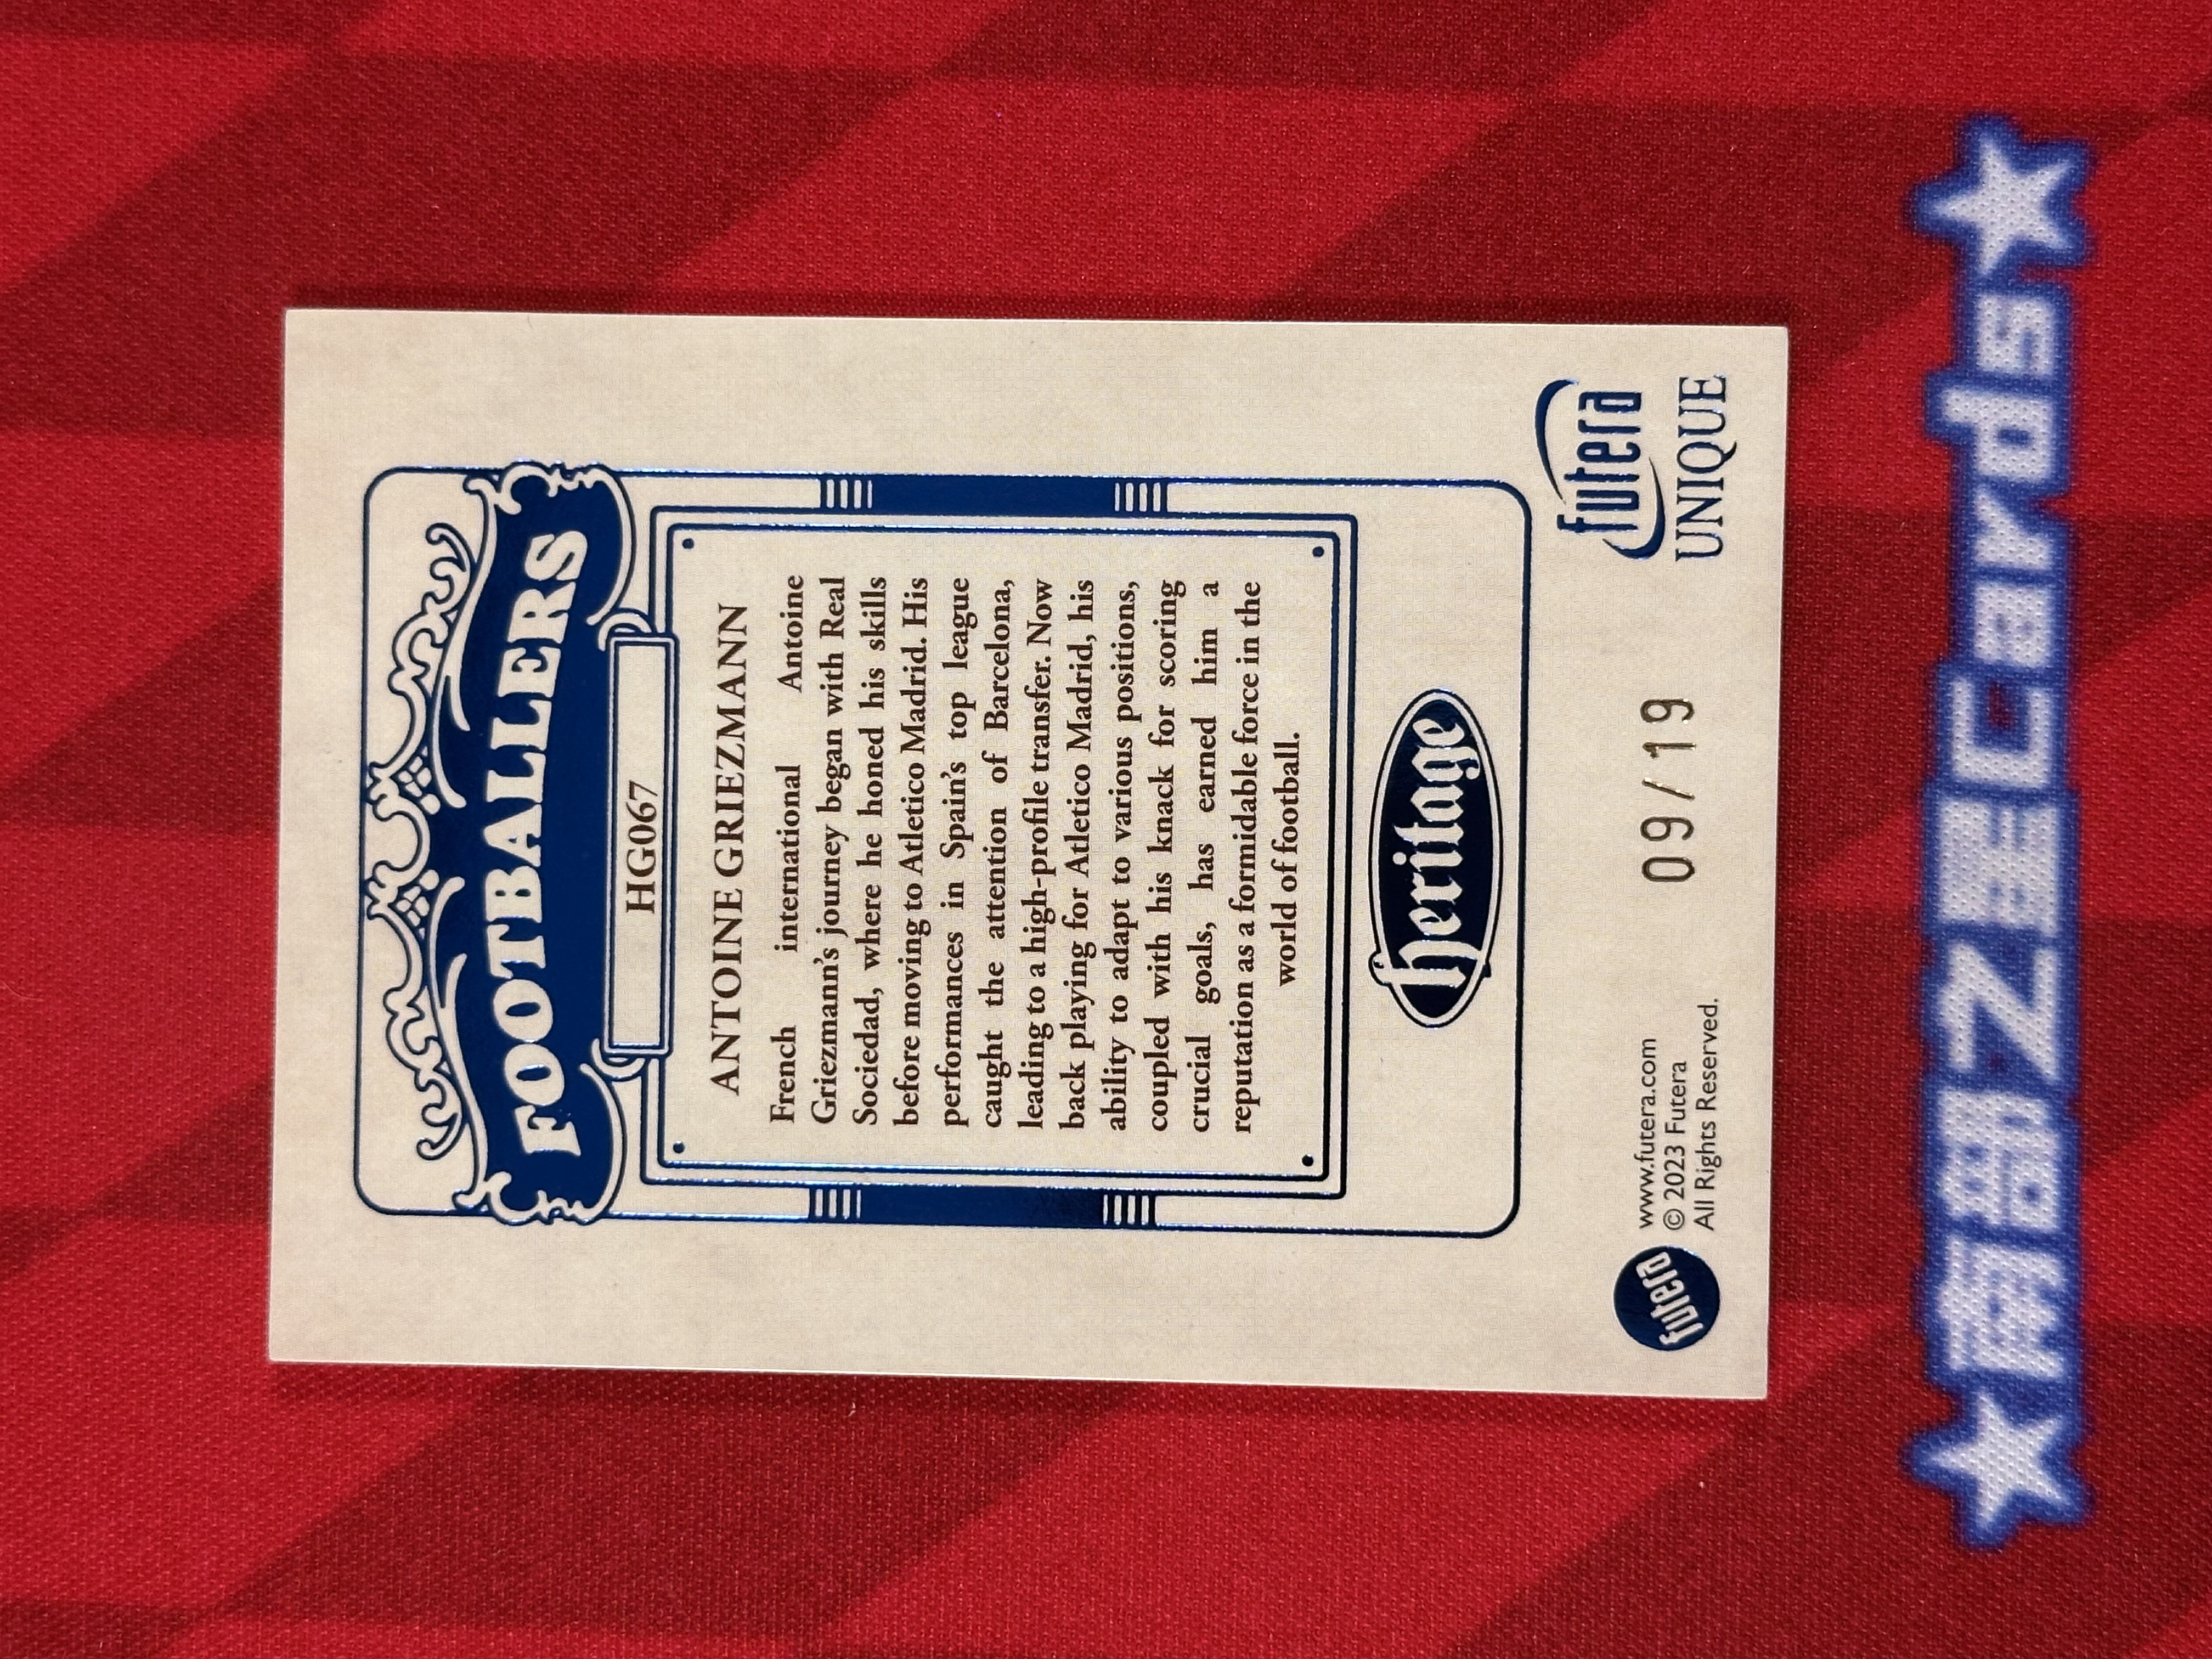 FOOTBALLERS
HG067
ANTOINE GRIEZMANN
French international Antoine
Griezmann's journey began with Real
Sociedad, where he honed his skills
before moving to Atletico Madrid. His
performances in Spain's top league
caught the attention of Barcelona,
leading to a high-profile transfer. Now
back playing for Atletico Madrid, his
ability to adapt to various positions,
coupled with his knack for scoring
crucial goals, has earned him a
reputation as a formidable force in the
world of football.
heritage
futera
www.futera.com
© 2023 Futera
All Rights Reserved.
09/19
futera
UNIQUE
Cards★